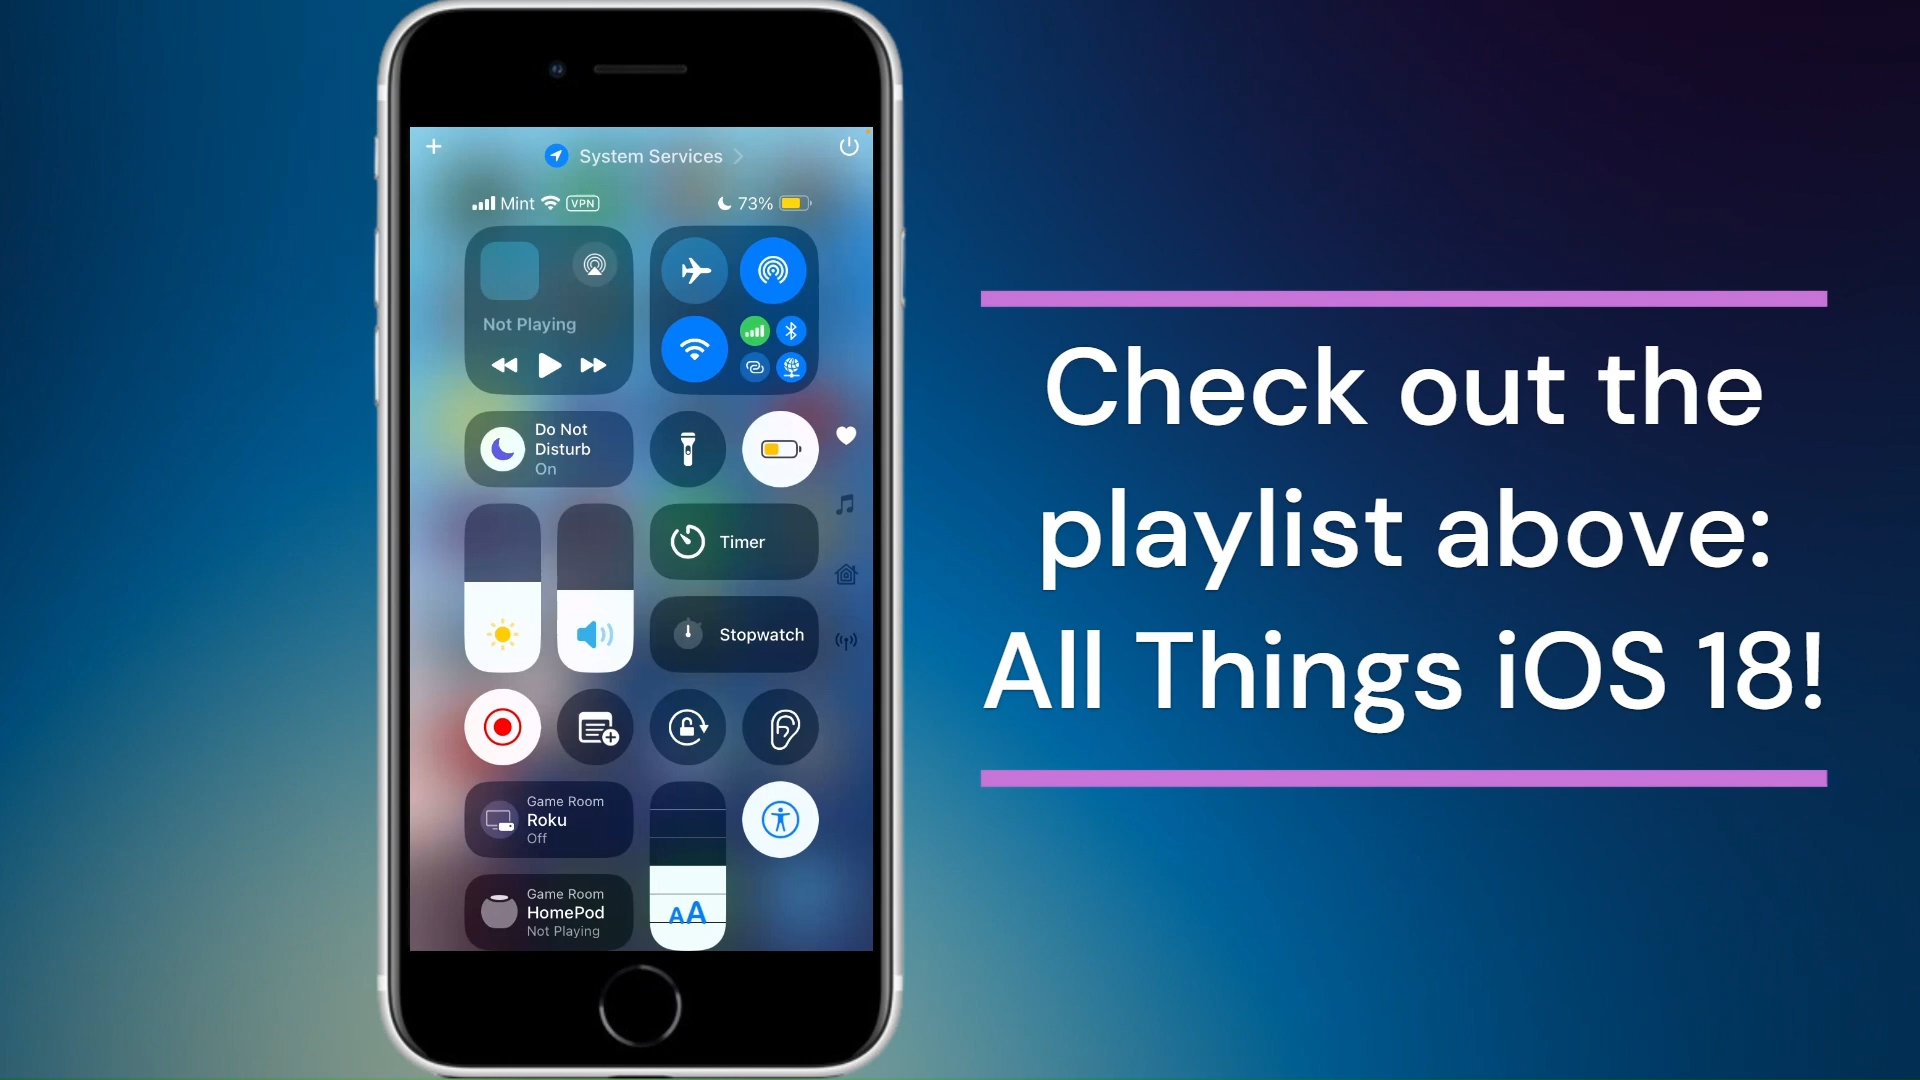 System Services
Mint VPN 73%
Not Playing
Do Not
Disturb
On
Timer
Stopwatch
Game Room
Roku
Off
Game Room
HomePod
Not Playing
AA
Check out the
playlist above:
All Things iOS 18!